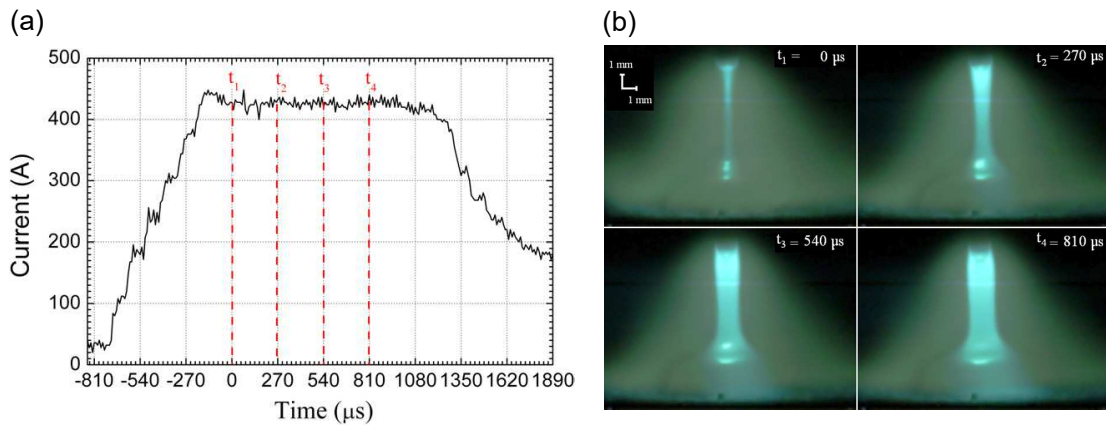 (a)
500
400
300
200
100
0
Current (A)
t1
t2
t3
t4
-810 -540 -270 0 270 540 810 1080 1350 1620 1890
Time (μs)
(b)
1 mm
1 mm
t1 = 0 μs
t2 = 270 μs
t3 = 540 μs
t4 = 810 μs